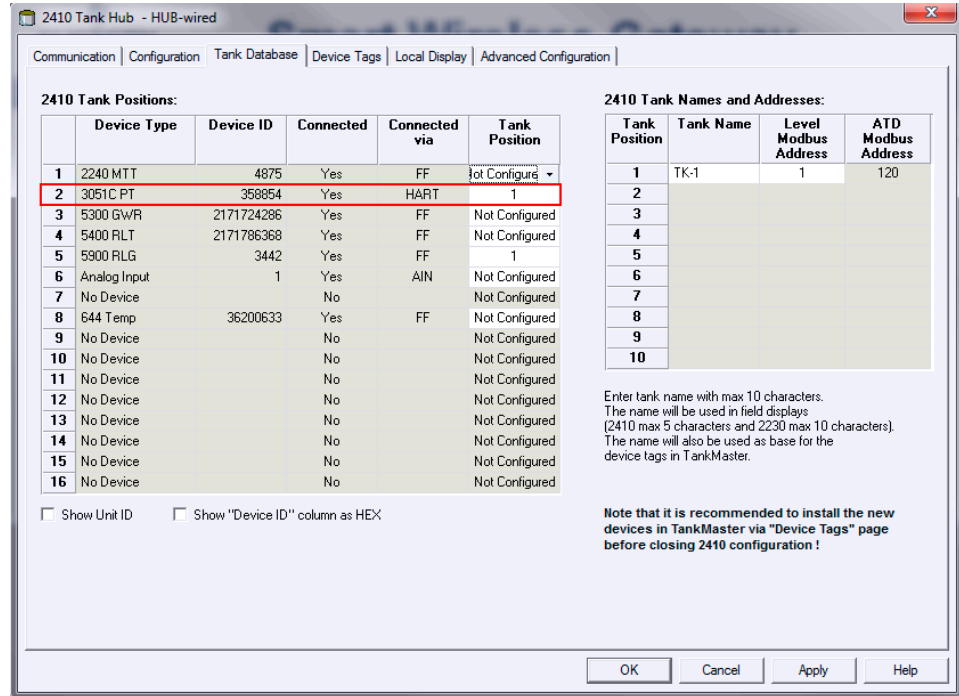 2410 Tank Hub - HUB-wired
Communication Configuration Tank Database Device Tags Local Display Advanced Configuration
2410 Tank Positions:
Device Type Device ID Connected Connected via Tank Position
1 2240 MTT 4875 Yes FF lot Configure
2 3051C PT 358854 Yes HART 1
3 5300 GWR 2171724286 Yes FF Not Configured
4 5400 RLT 2171786368 Yes FF Not Configured
5 5900 RLG 3442 Yes FF 1
6 Analog Input 1 Yes AIN Not Configured
7 No Device No Not Configured
8 644 Temp 36200633 Yes FF Not Configured
9 No Device No Not Configured
10 No Device No Not Configured
11 No Device No Not Configured
12 No Device No Not Configured
13 No Device No Not Configured
14 No Device No Not Configured
15 No Device No Not Configured
16 No Device No Not Configured
Show Unit ID Show "Device ID" column as HEX
2410 Tank Names and Addresses:
Tank Position Tank Name Level Modbus Address ATD Modbus Address
1 TK-1 1 120
2
3
4
5
6
7
8
9
10
Enter tank name with max 10 characters.
The name will be used in field displays
(2410 max 5 characters and 2230 max 10 characters).
The name will also be used as base for the
device tags in TankMaster.
Note that it is recommended to install the new
devices in TankMaster via "Device Tags" page
before closing 2410 configuration !
OK Cancel Apply Help